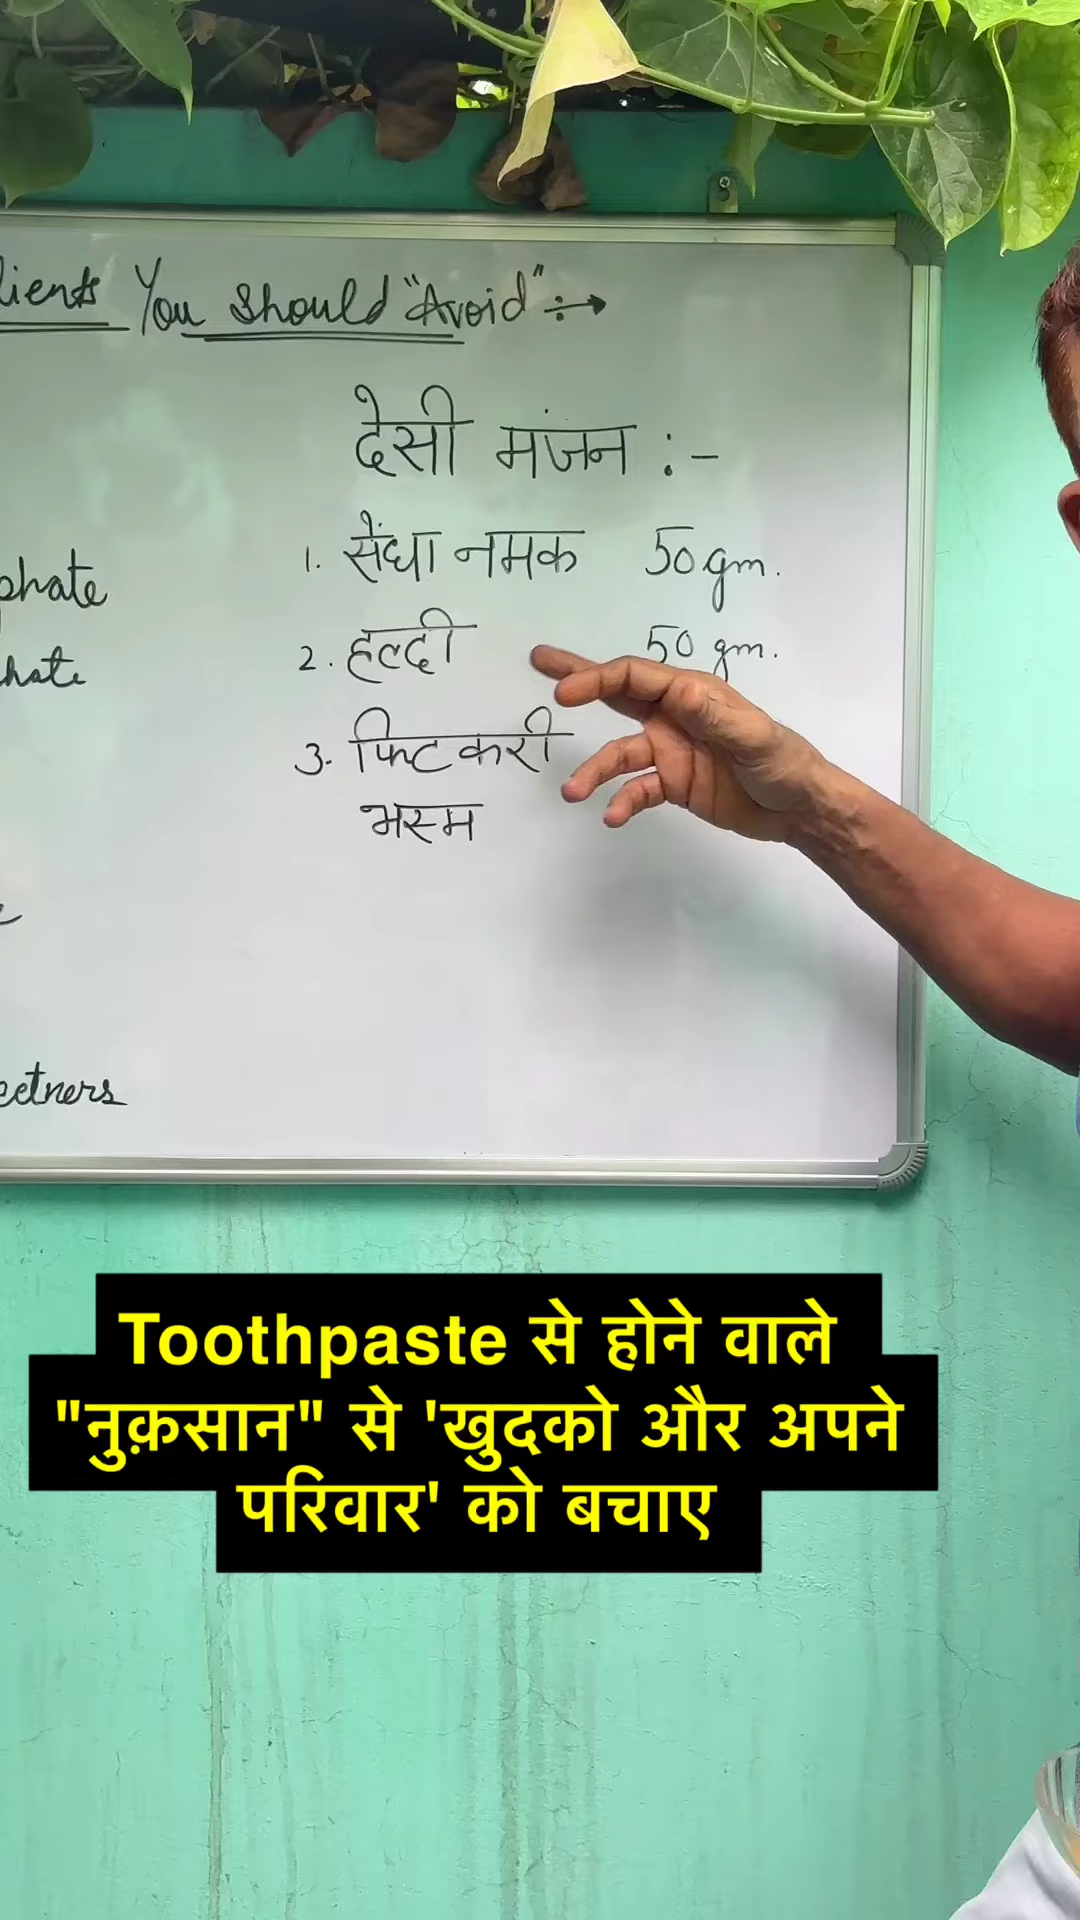 You should "Avoid" :→
देसी मंजन :-
1. सेंधा नमक 50 gm.
2. हल्दी 50 gm.
3. फिटकरी
भस्म
Toothpaste से होने वाले
"नुक़सान" से 'खुदको और अपने
परिवार' को बचाए